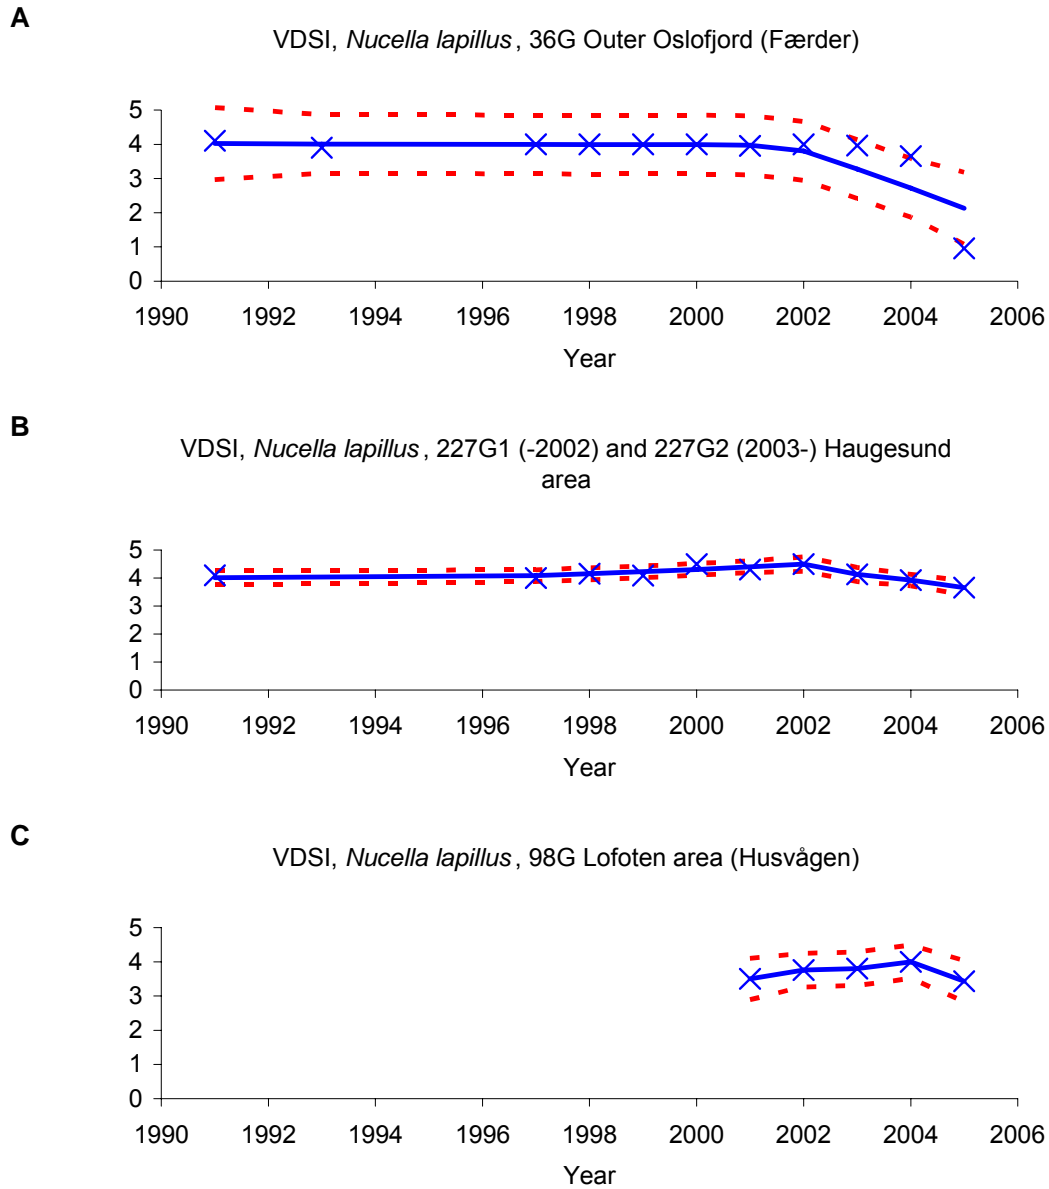 A
VDSI, Nucella lapillus, 36G Outer Oslofjord (Færder)
5
4
3
2
1
0
1990 1992 1994 1996 1998 2000 2002 2004 2006
Year
B
VDSI, Nucella lapillus, 227G1 (-2002) and 227G2 (2003-) Haugesund
area
5
4
3
2
1
0
1990 1992 1994 1996 1998 2000 2002 2004 2006
Year
C
VDSI, Nucella lapillus, 98G Lofoten area (Husvågen)
5
4
3
2
1
0
1990 1992 1994 1996 1998 2000 2002 2004 2006
Year